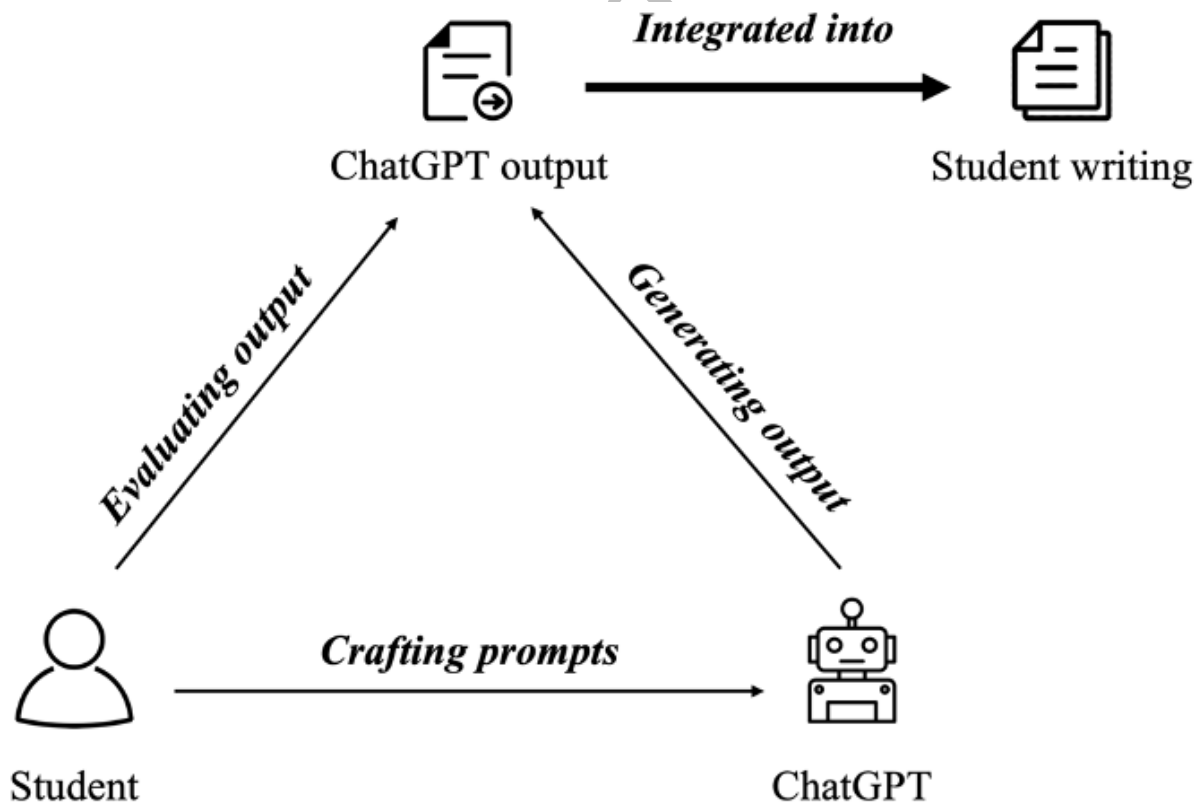 Integrated into
ChatGPT output
Student writing
Evaluating output
Generating output
Crafting prompts
Student
ChatGPT